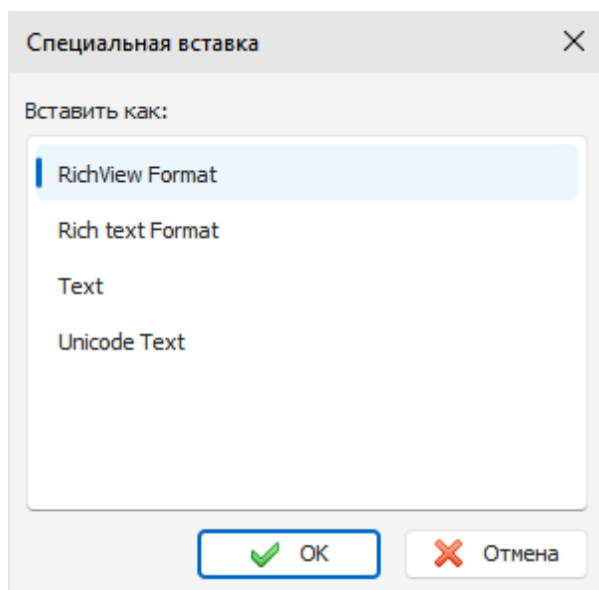 Специальная вставка
Вставить как:
RichView Format
Rich text Format
Text
Unicode Text
OK Отмена